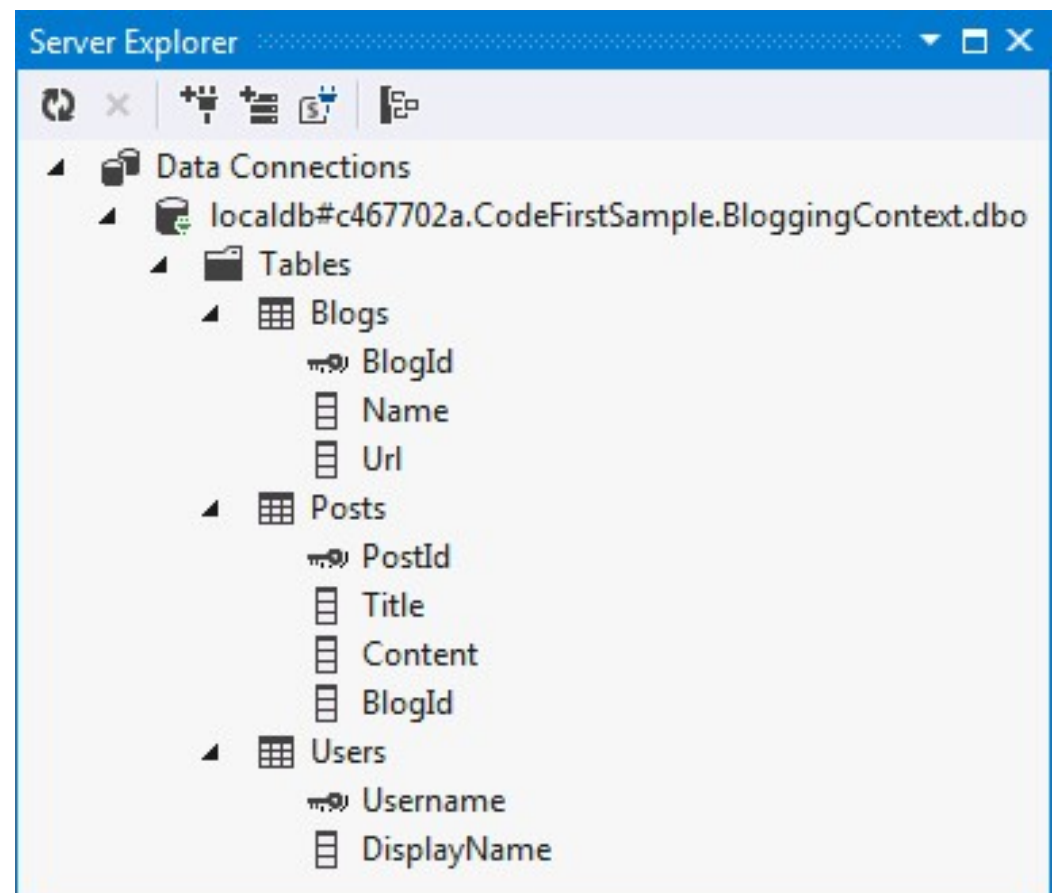 Server Explorer
Data Connections
localdb#c467702a.CodeFirstSample.BloggingContext.dbo
Tables
Blogs
BlogId
Name
Url
Posts
PostId
Title
Content
BlogId
Users
Username
DisplayName